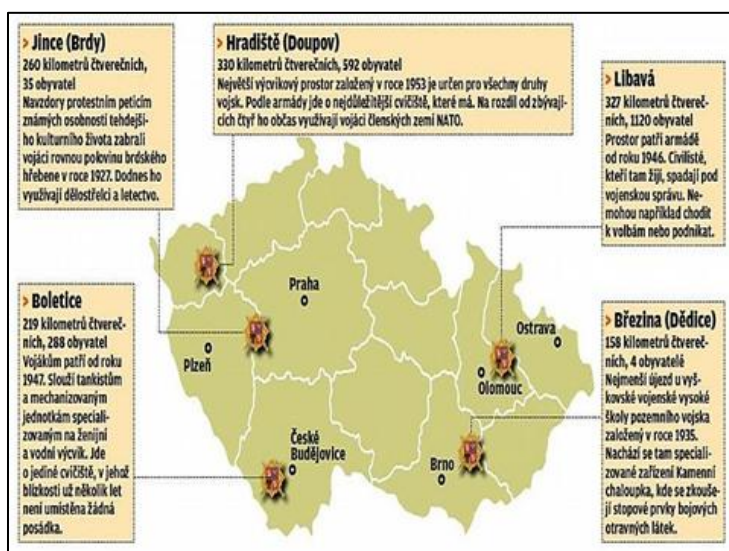 > Jince (Brdy)
260 kilometrů čtverečních,
35 obyvatel
Navzdory protestním peticím
známých osobností tehdejší-
ho kulturního života zabrali
vojáci rovnou polovinu brdského
hřebene v roce 1927. Dodnes ho
využívají dělostřelci a letectvo.
> Hradiště (Doupov)
330 kilometrů čtverečních, 592 obyvatel
Největší výcvikový prostor založený v roce 1953 je určen pro všechny druhy
vojsk. Podle armády jde o nejdůležitější cvičiště, které má. Na rozdíl od zbývají-
cích čtyř ho občas využívají vojáci členských zemí NATO.
> Libavá
327 kilometrů čtvereč-
ních, 1120 obyvatel
Prostor patří armádě
od roku 1946. Civilisté,
kteří tam žijí, spadají pod
vojenskou správu. Ne-
mohou například chodit
k volbám nebo podnikat.
> Boletice
219 kilometrů čtvereč-
ních, 288 obyvatel
Vojákům patří od roku
1947. Slouží tankistům
a mechanizovaným
jednotkám speciali-
zovaným na ženijní
a vodní výcvik. Jde
o jediné cvičiště, v jehož
blízkosti už několik let
není umístěna žádná
posádka.
> Březina (Dědice)
158 kilometrů čtvereč-
ních, 4 obyvatelé
Nejmenší újezd u vyš-
kovské vojenské vysoké
školy pozemního vojska
založený v roce 1935.
Nachází se tam speciali-
zované zařízení Kamenní
chaloupka, kde se zkouše-
jí stopové prvky bojových
otravných látek.
Praha
Plzeň
České
Budějovice
Brno
Olomouc
Ostrava